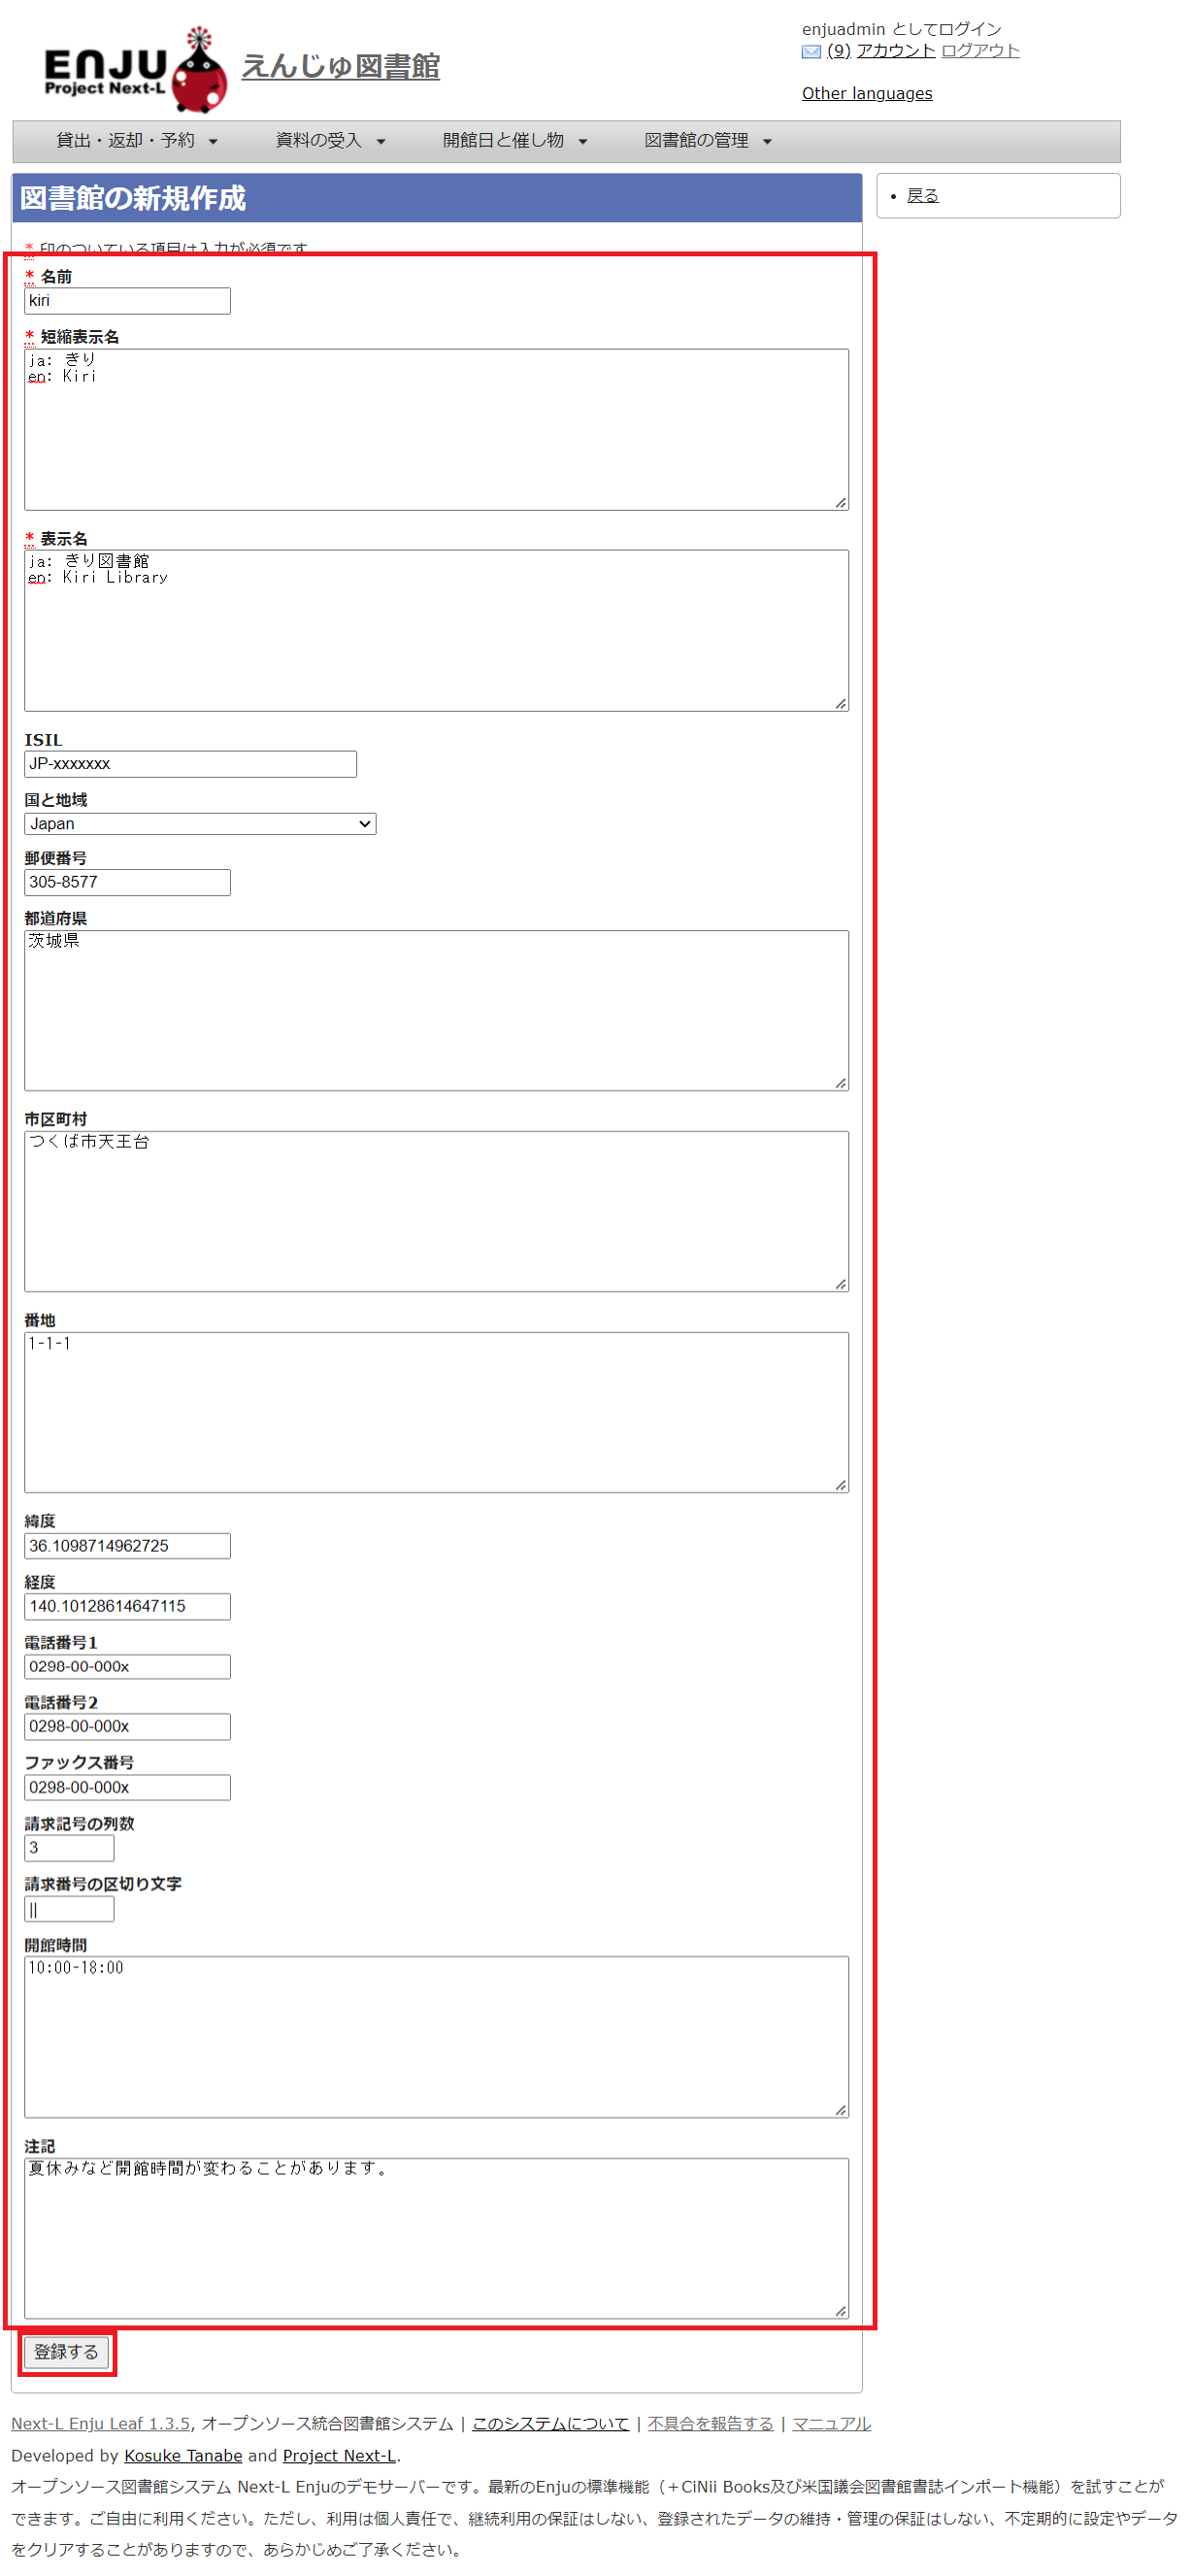 enjuadmin としてログイン
(9) アカウント ログアウト
Other languages
ENJU
Project Next-L
えんじゅ図書館
貸出・返却・予約 資料の受入 開館日と催し物 図書館の管理
図書館の新規作成
戻る
* 印のついている項目は入力が必須です
* 名前
kiri
* 短縮表示名
ja: きり
en: Kiri
* 表示名
ja: きり図書館
en: Kiri Library
ISIL
JP-xxxxxxx
国と地域
Japan
郵便番号
305-8577
都道府県
茨城県
市区町村
つくば市天王台
番地
1-1-1
緯度
36.1098714962725
経度
140.10128614647115
電話番号1
0298-00-000x
電話番号2
0298-00-000x
ファックス番号
0298-00-000x
請求記号の列数
3
請求番号の区切り文字
||
開館時間
10:00-18:00
注記
夏休みなど開館時間が変わることがあります。
登録する
Next-L Enju Leaf 1.3.5, オープンソース統合図書館システム | このシステムについて | 不具合を報告する | マニュアル
Developed by Kosuke Tanabe and Project Next-L.
オープンソース図書館システム Next-L Enjuのデモサーバーです。最新のEnjuの標準機能（＋CiNii Books及び米国議会図書館書誌インポート機能）を試すことが
できます。ご自由に利用ください。ただし、利用は個人責任で、継続利用の保証はしない、登録されたデータの維持・管理の保証はしない、不定期的に設定やデータ
をクリアすることがありますので、あらかじめご了承ください。